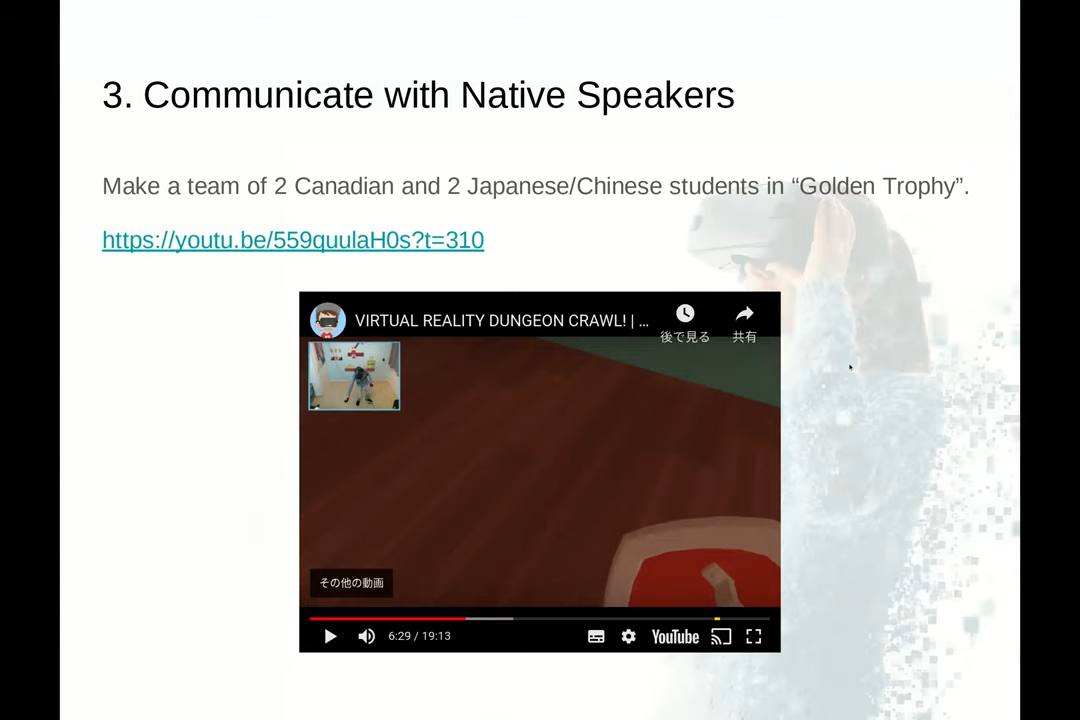 3. Communicate with Native Speakers
Make a team of 2 Canadian and 2 Japanese/Chinese students in “Golden Trophy”.
https://youtu.be/559quulaH0s?t=310
VIRTUAL REALITY DUNGEON CRAWL! | ...
後で見る
共有
その他の動画
6:29 / 19:13
YouTube